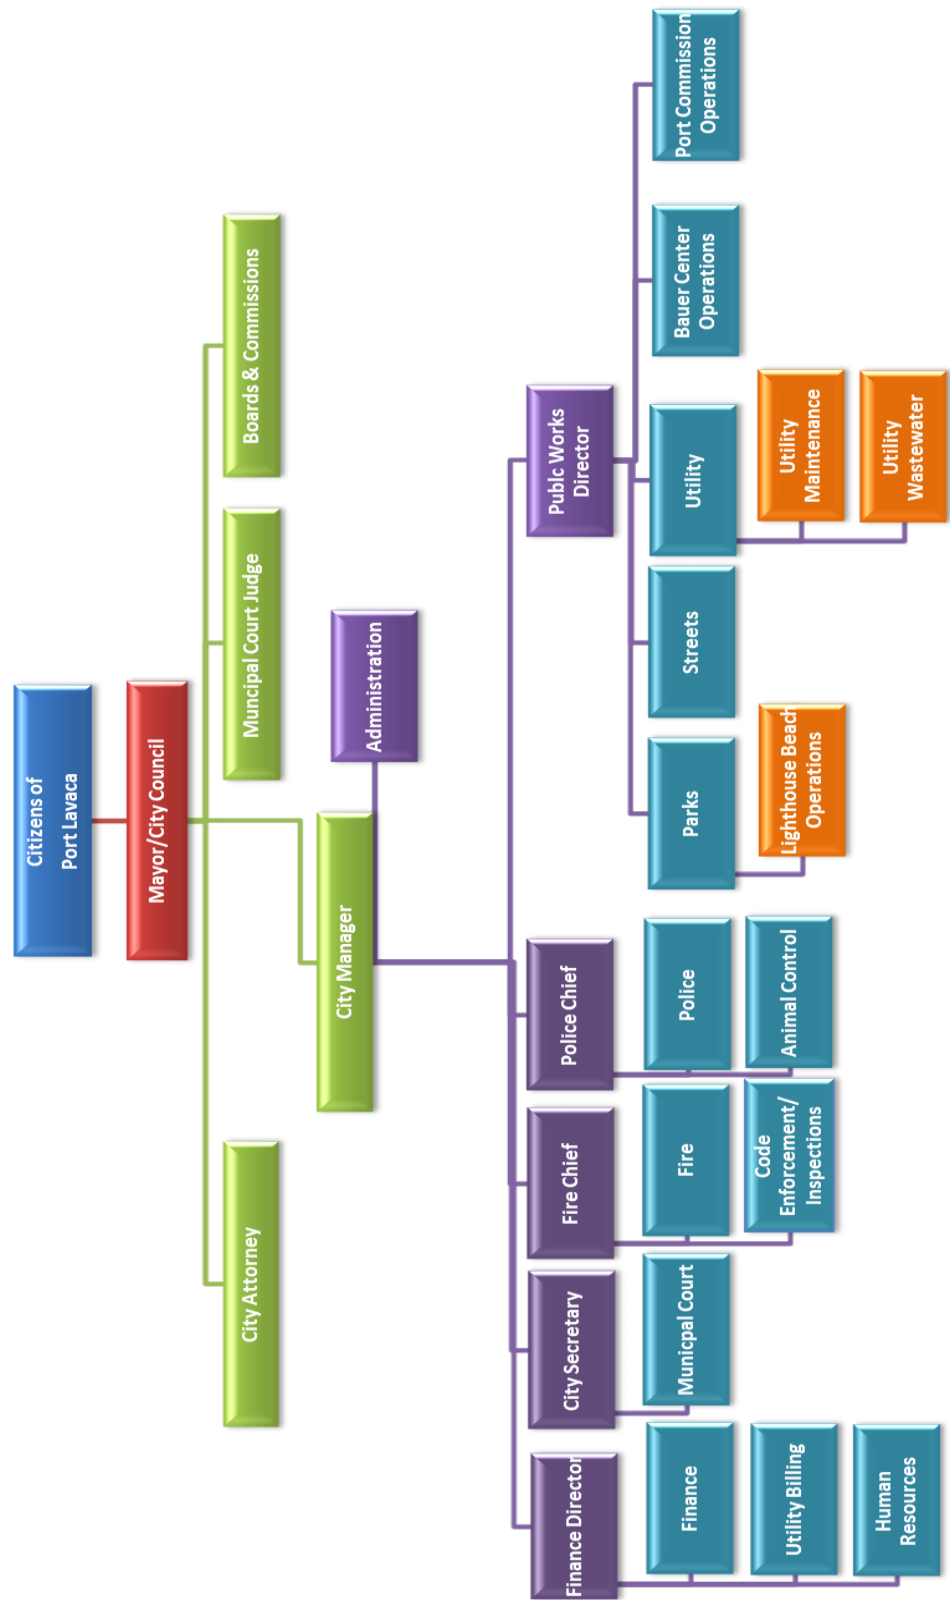 Citizens of
Port Lavaca
Mayor/City Council
City Attorney
Muncipal Court Judge
Boards & Commissions
City Manager
Administration
Finance Director
City Secretary
Fire Chief
Police Chief
Publc Works
Director
Finance
Utility Billing
Human
Resources
Municpal Court
Fire
Code
Enforcement/
Inspections
Police
Animal Control
Parks
Lighthouse Beach
Operations
Streets
Utility
Utility
Maintenance
Utility
Wastewater
Bauer Center
Operations
Port Commission
Operations